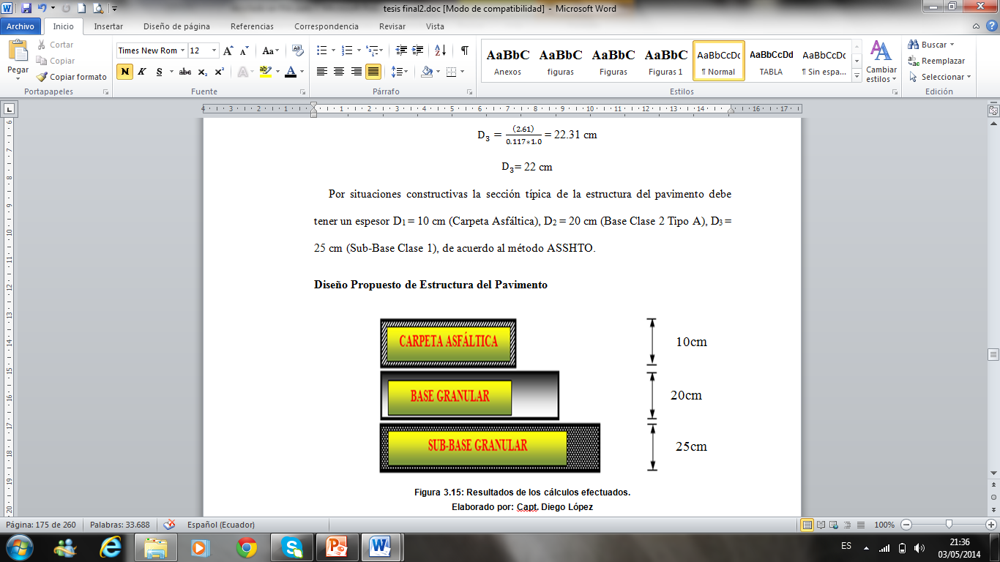 tesis final2.doc [Modo de compatibilidad] - Microsoft Word
Archivo Inicio Insertar Diseño de página Referencias Correspondencia Revisar Vista
Pegar
Cortar
Copiar
Copiar formato
Portapapeles
Times New Rom 12
Fuente
Párrafo
AaBbC AaBbC AaBbC AaBbC AaBbCcDc AaBbCcDd AaBbCcDc
Anexos figuras Figuras Figuras 1 ¶ Normal TABLA ¶ Sin espa...
Estilos
Cambiar
estilos
Buscar
Reemplazar
Seleccionar
Edición
D₃ = (2.61)/0.117*1.0 = 22.31 cm
D₃= 22 cm
Por situaciones constructivas la sección típica de la estructura del pavimento debe
tener un espesor D₁ = 10 cm (Carpeta Asfáltica), D₂ = 20 cm (Base Clase 2 Tipo A), D₃ =
25 cm (Sub-Base Clase 1), de acuerdo al método ASSHTO.
Diseño Propuesto de Estructura del Pavimento
CARPETA ASFÁLTICA 10cm
BASE GRANULAR 20cm
SUB-BASE GRANULAR 25cm
Figura 3.15: Resultados de los cálculos efectuados.
Elaborado por: Capt. Diego López
Página: 175 de 260 Palabras: 33.688 Español (Ecuador) 100%
ES 21:36
03/05/2014